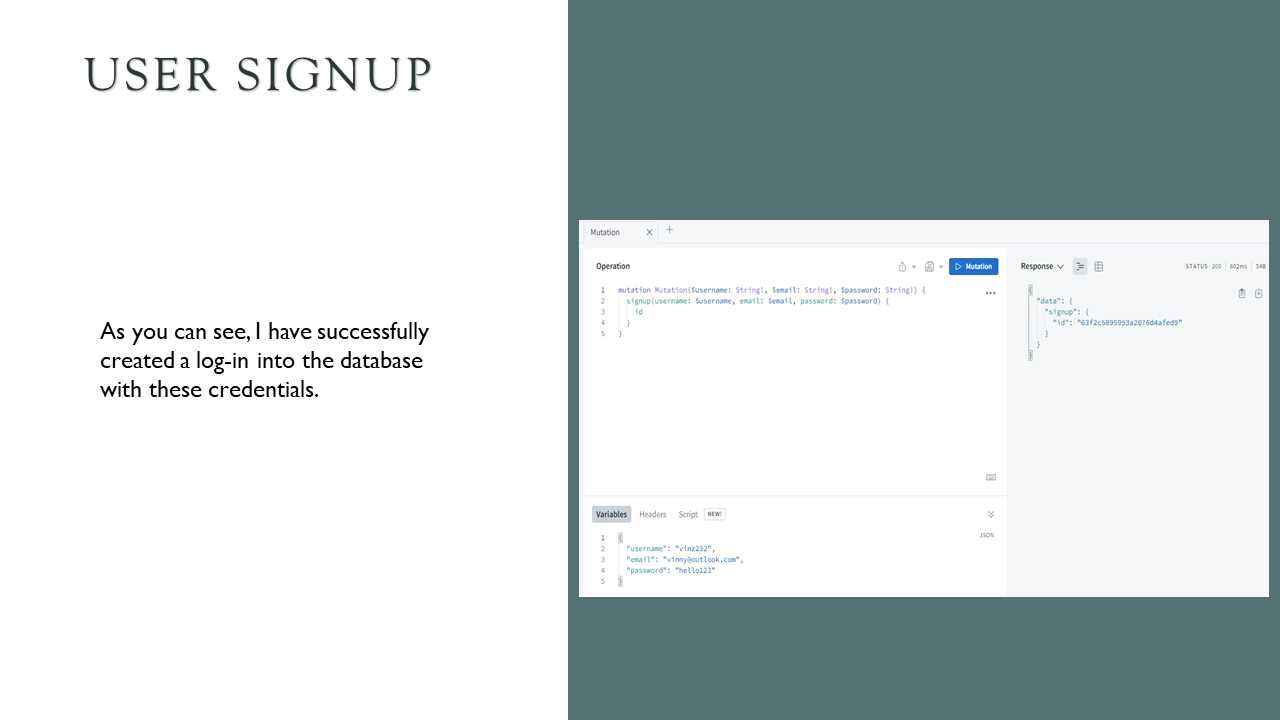 USER SIGNUP
As you can see, I have successfully
created a log-in into the database
with these credentials.
Mutation
Operation
Mutation
1 mutation Mutation($username: String!, $email: String!, $password: String!) {
2 signup(username: $username, email: $email, password: $password) {
3 id
4 }
5 }
Variables Headers Script NEW!
JSON
1 {
2 "username": "vinz232",
3 "email": "vinny@outlook.com",
4 "password": "hello123"
5 }
Response
STATUS 200 602ms 54B
{
"data": {
"signup": {
"id": "63f2c5895953a2076d4afed9"
}
}
}